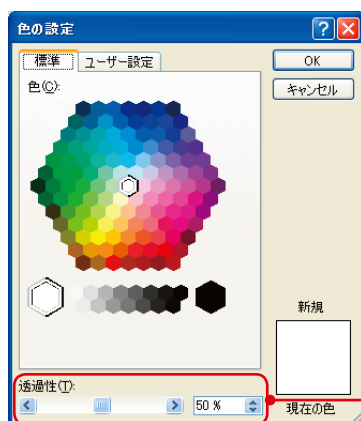 色の設定
標準 ユーザー設定
OK
キャンセル
色(C):
新規
現在の色
透過性(T):
50 %